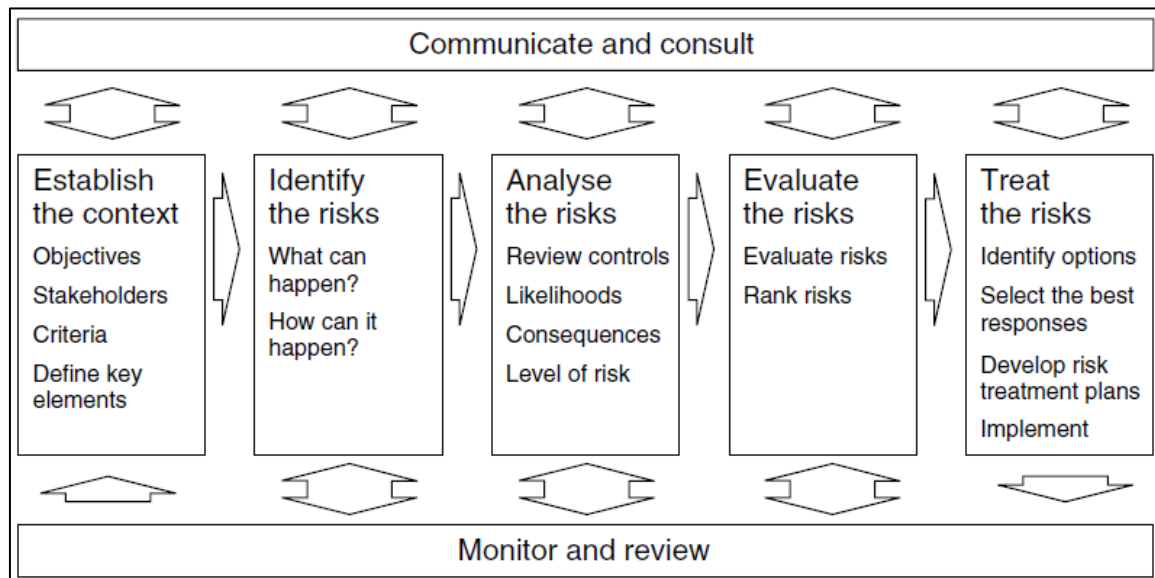 Communicate and consult
Establish
the context
Objectives
Stakeholders
Criteria
Define key
elements
Identify
the risks
What can
happen?
How can it
happen?
Analyse
the risks
Review controls
Likelihoods
Consequences
Level of risk
Evaluate
the risks
Evaluate risks
Rank risks
Treat
the risks
Identify options
Select the best
responses
Develop risk
treatment plans
Implement
Monitor and review